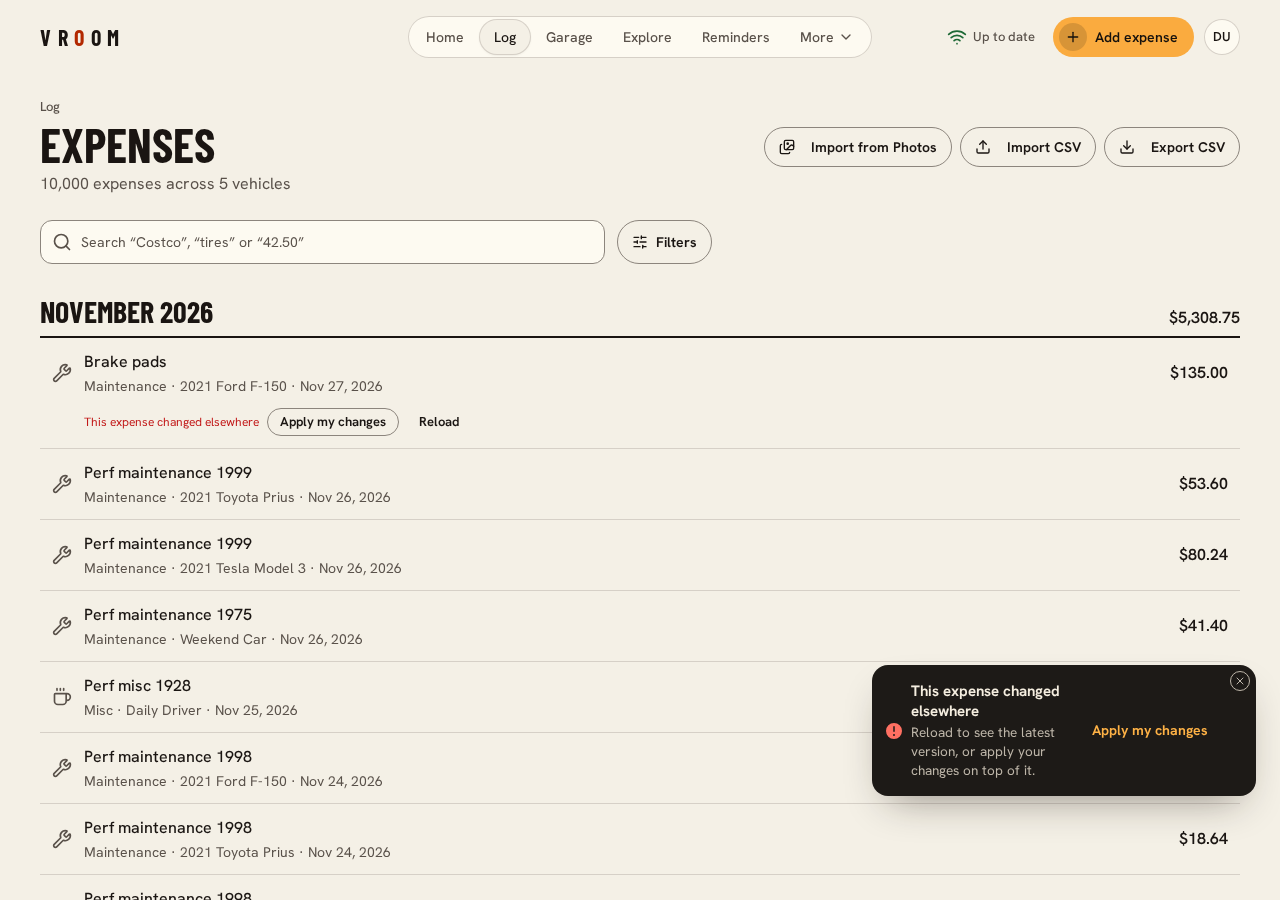 VROOM
Home
Log
Garage
Explore
Reminders
More
Up to date
Add expense
DU
Log
EXPENSES
10,000 expenses across 5 vehicles
Import from Photos
Import CSV
Export CSV
Search “Costco”, “tires” or “42.50”
Filters
NOVEMBER 2026
$5,308.75
Brake pads
Maintenance · 2021 Ford F-150 · Nov 27, 2026
$135.00
This expense changed elsewhere
Apply my changes
Reload
Perf maintenance 1999
Maintenance · 2021 Toyota Prius · Nov 26, 2026
$53.60
Perf maintenance 1999
Maintenance · 2021 Tesla Model 3 · Nov 26, 2026
$80.24
Perf maintenance 1975
Maintenance · Weekend Car · Nov 26, 2026
$41.40
Perf misc 1928
Misc · Daily Driver · Nov 25, 2026
This expense changed
elsewhere
Reload to see the latest
version, or apply your
changes on top of it.
Apply my changes
Perf maintenance 1998
Maintenance · 2021 Ford F-150 · Nov 24, 2026
Perf maintenance 1998
Maintenance · 2021 Toyota Prius · Nov 24, 2026
$18.64
Perf maintenance 1998